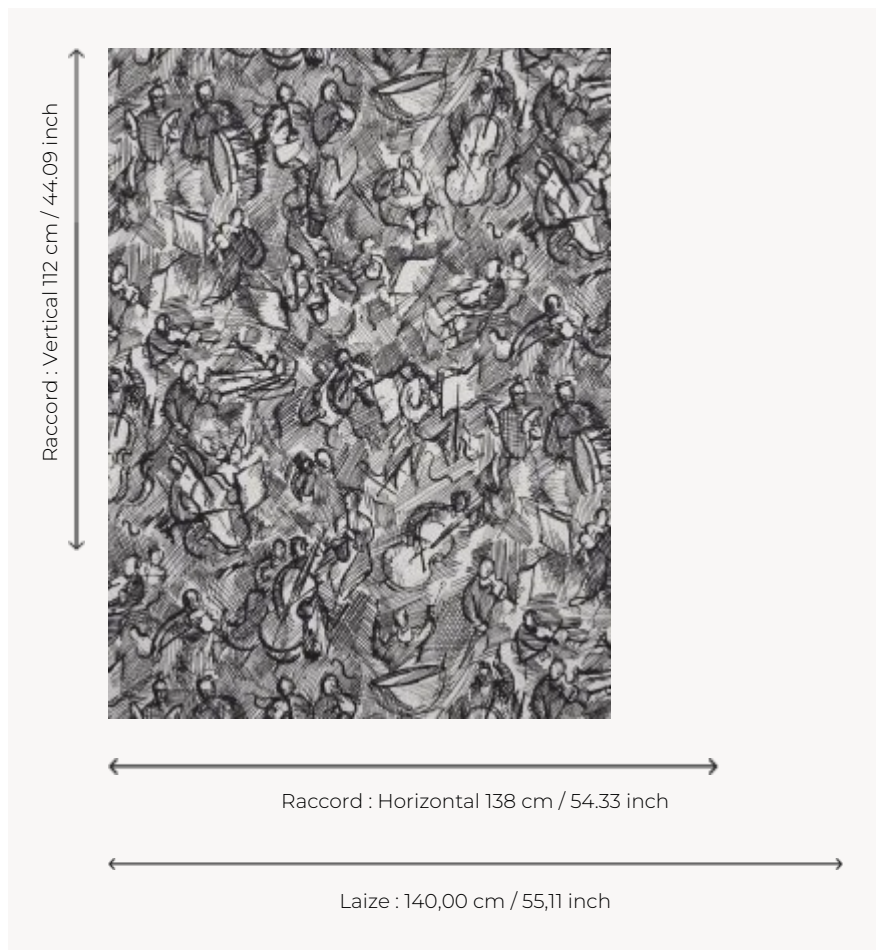 Raccord : Vertical 112 cm / 44.09 inch
Raccord : Horizontal 138 cm / 54.33 inch
Laize : 140,00 cm / 55,11 inch